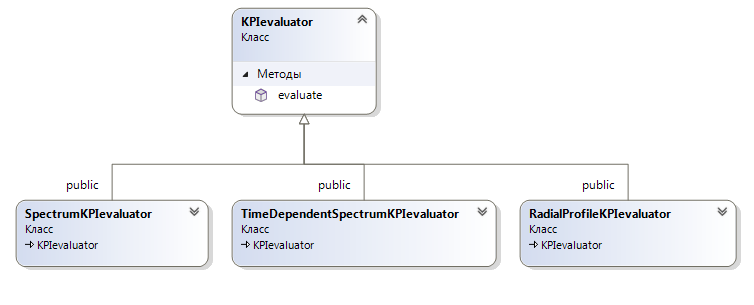 KPIevaluator
Класс
Методы
evaluate
public
public
public
SpectrumKPIevaluator
Класс
KPIevaluator
TimeDependentSpectrumKPIevaluator
Класс
KPIevaluator
RadialProfileKPIevaluator
Класс
KPIevaluator